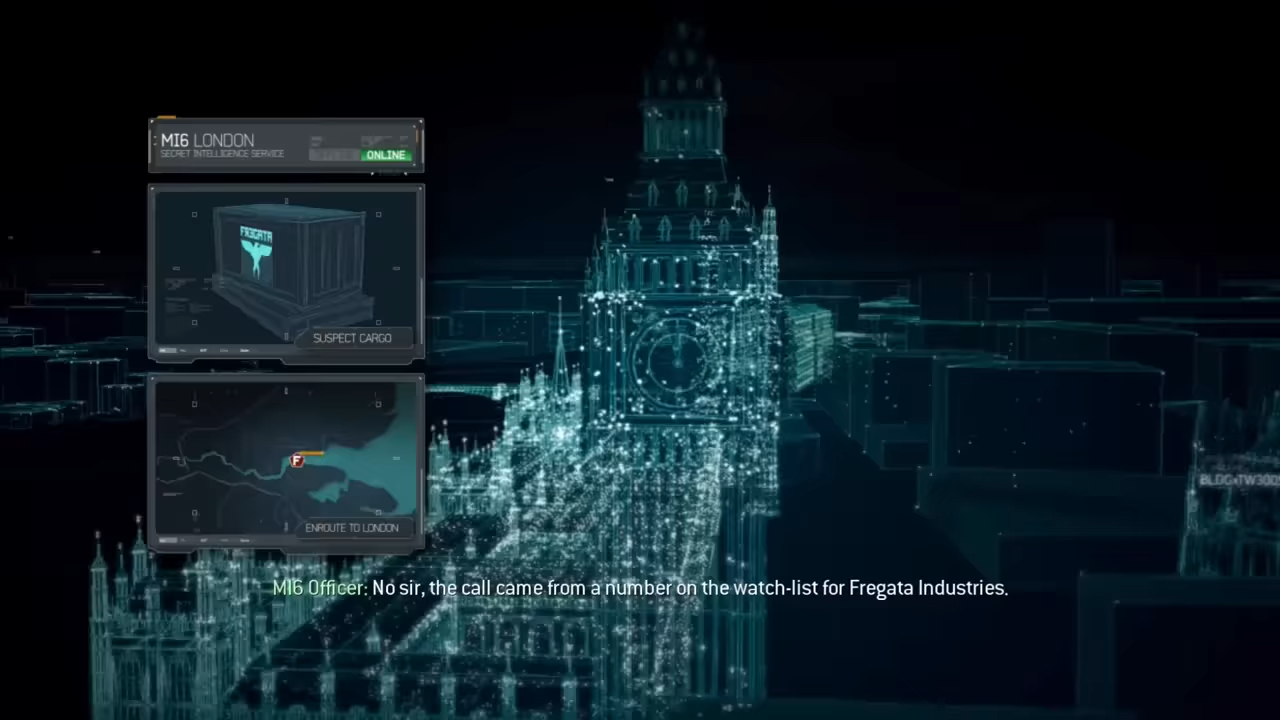 MI6 LONDON
SECRET INTELLIGENCE SERVICE
ONLINE
FREGATA
SUSPECT CARGO
F
ENROUTE TO LONDON
MI6 Officer: No sir, the call came from a number on the watch-list for Fregata Industries.